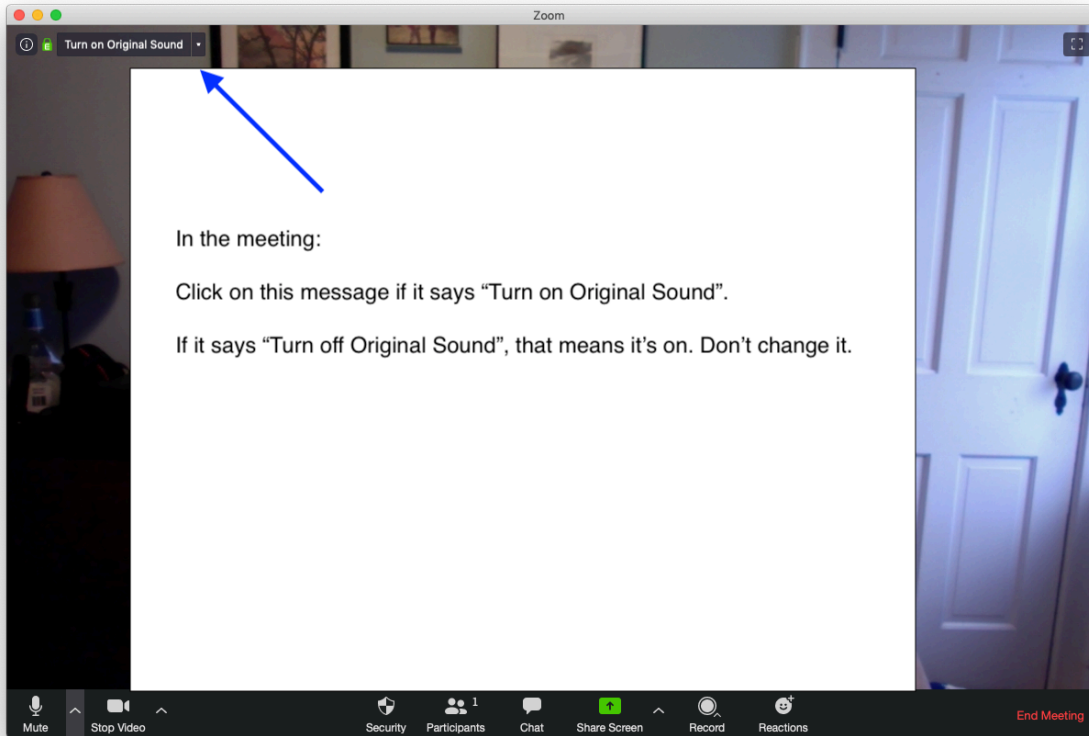 Zoom
Turn on Original Sound
In the meeting:
Click on this message if it says “Turn on Original Sound”.
If it says “Turn off Original Sound”, that means it’s on. Don’t change it.
1
Mute Stop Video Security Participants Chat Share Screen Record Reactions End Meeting